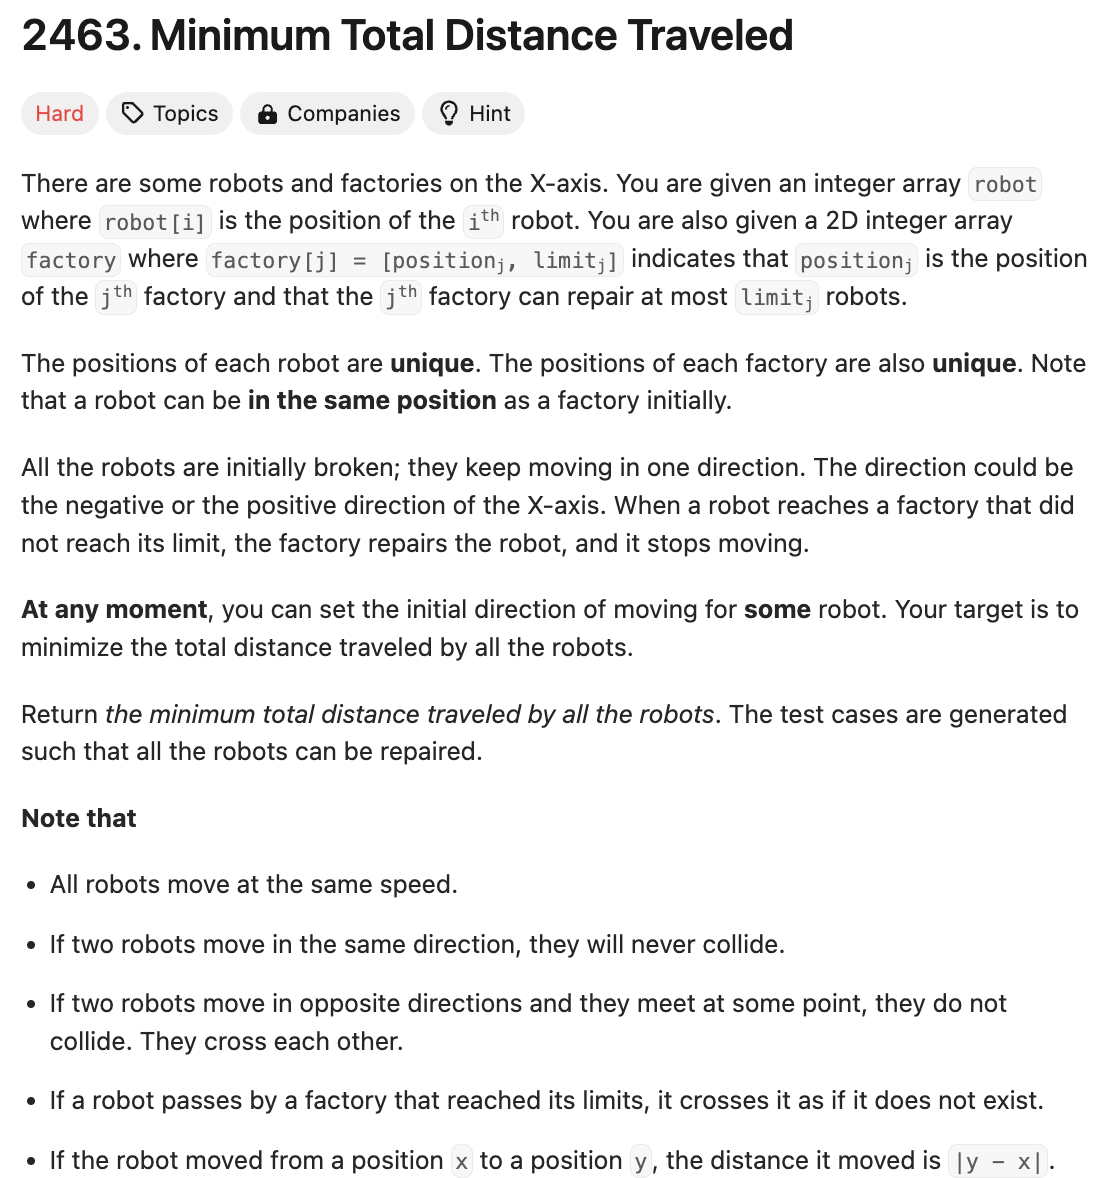 2463. Minimum Total Distance Traveled
Hard Topics Companies Hint
There are some robots and factories on the X-axis. You are given an integer array robot
where robot[i] is the position of the iᵗʰ robot. You are also given a 2D integer array
factory where factory[j] = [positionⱼ, limitⱼ] indicates that positionⱼ is the position
of the jᵗʰ factory and that the jᵗʰ factory can repair at most limitⱼ robots.
The positions of each robot are unique. The positions of each factory are also unique. Note
that a robot can be in the same position as a factory initially.
All the robots are initially broken; they keep moving in one direction. The direction could be
the negative or the positive direction of the X-axis. When a robot reaches a factory that did
not reach its limit, the factory repairs the robot, and it stops moving.
At any moment, you can set the initial direction of moving for some robot. Your target is to
minimize the total distance traveled by all the robots.
Return the minimum total distance traveled by all the robots. The test cases are generated
such that all the robots can be repaired.
Note that
• All robots move at the same speed.
• If two robots move in the same direction, they will never collide.
• If two robots move in opposite directions and they meet at some point, they do not
collide. They cross each other.
• If a robot passes by a factory that reached its limits, it crosses it as if it does not exist.
• If the robot moved from a position x to a position y, the distance it moved is |y − x|.